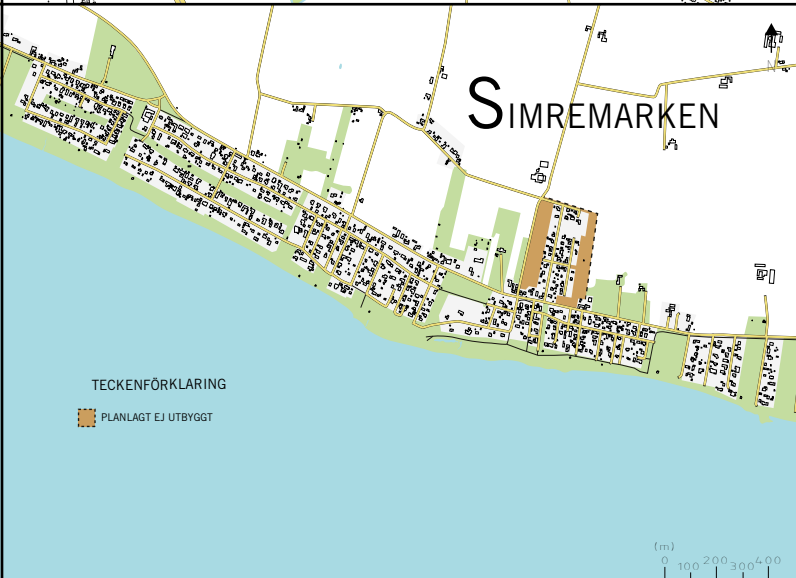 N
SIMREMARKEN
TECKENFÖRKLARING
PLANLAGT EJ UTBYGGT
(m)
0 100 200 300 400